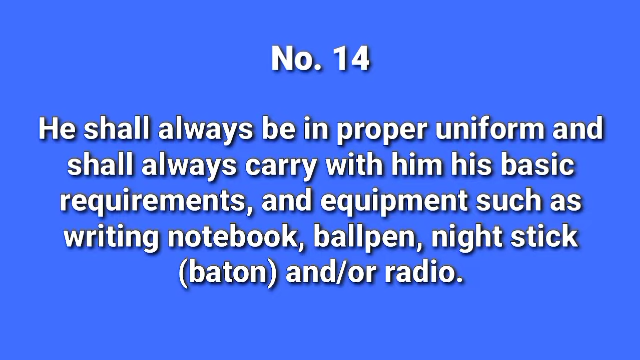 No. 14
He shall always be in proper uniform and
shall always carry with him his basic
requirements, and equipment such as
writing notebook, ballpen, night stick
(baton) and/or radio.